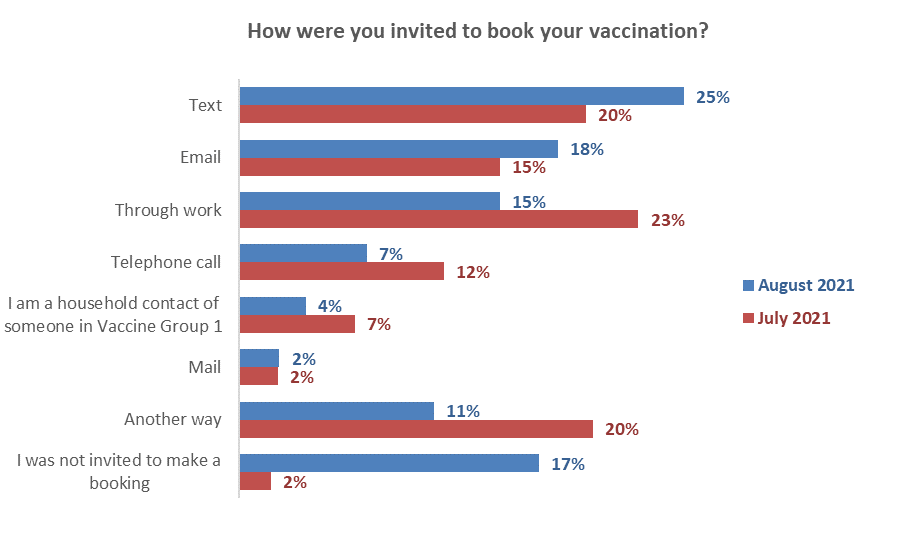 How were you invited to book your vaccination?
Text
25%
20%
Email
18%
15%
Through work
15%
23%
Telephone call
7%
12%
I am a household contact of
someone in Vaccine Group 1
4%
7%
Mail
2%
2%
Another way
11%
20%
I was not invited to make a
booking
17%
2%
August 2021
July 2021